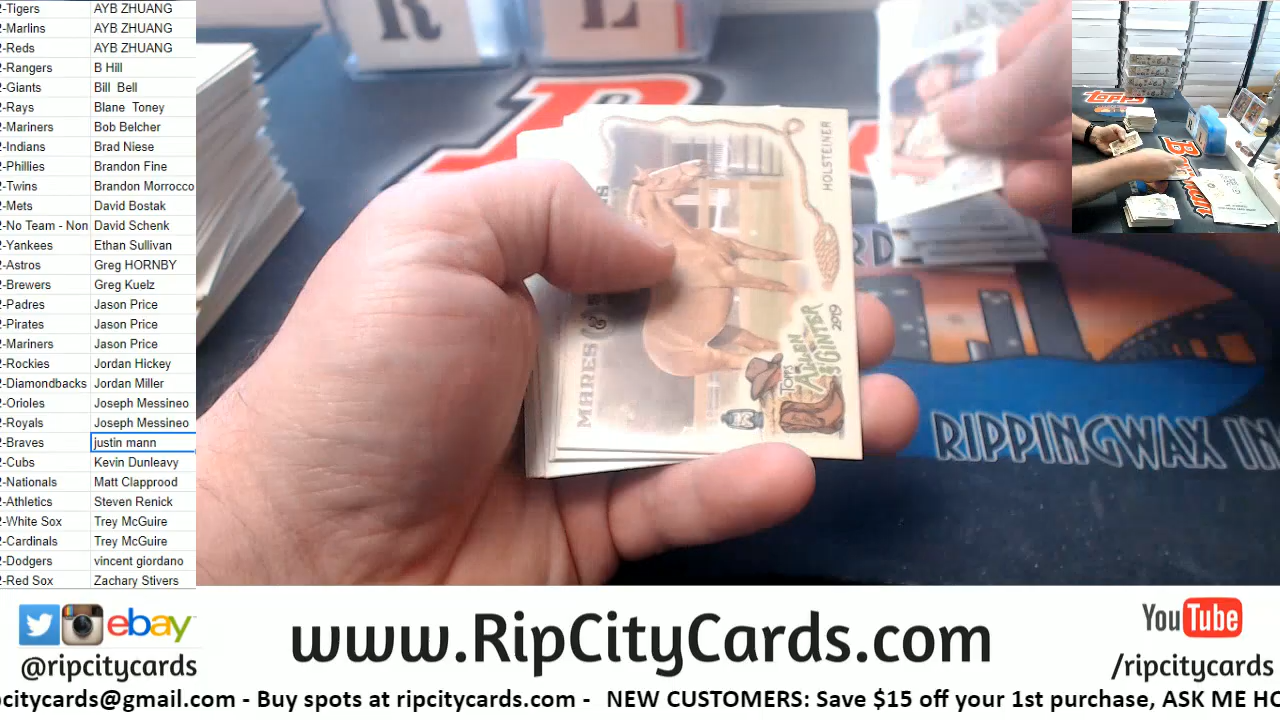 2-Tigers AYB ZHUANG
2-Marlins AYB ZHUANG
2-Reds AYB ZHUANG
2-Rangers B Hill
2-Giants Bill Bell
2-Rays Blane Toney
2-Mariners Bob Belcher
2-Indians Brad Niese
2-Phillies Brandon Fine
2-Twins Brandon Morrocco
2-Mets David Bostak
2-No Team - Non David Schenk
2-Yankees Ethan Sullivan
2-Astros Greg HORNBY
2-Brewers Greg Kuelz
2-Padres Jason Price
2-Pirates Jason Price
2-Mariners Jason Price
2-Rockies Jordan Hickey
2-Diamondbacks Jordan Miller
2-Orioles Joseph Messineo
2-Royals Joseph Messineo
2-Braves justin mann
2-Cubs Kevin Dunleavy
2-Nationals Matt Clapprood
2-Athletics Steven Renick
2-White Sox Trey McGuire
2-Cardinals Trey McGuire
2-Dodgers vincent giordano
2-Red Sox Zachary Stivers
R L
HOLSTEINER
MARES &
TOPPS
ALLEN
& GINTER
2019
RD
RIPPINGWAX IN
TOPPS
Bowman
ebay
@ripcitycards
www.RipCityCards.com
YouTube
/ripcitycards
citycards@gmail.com - Buy spots at ripcitycards.com - NEW CUSTOMERS: Save $15 off your 1st purchase, ASK ME HO